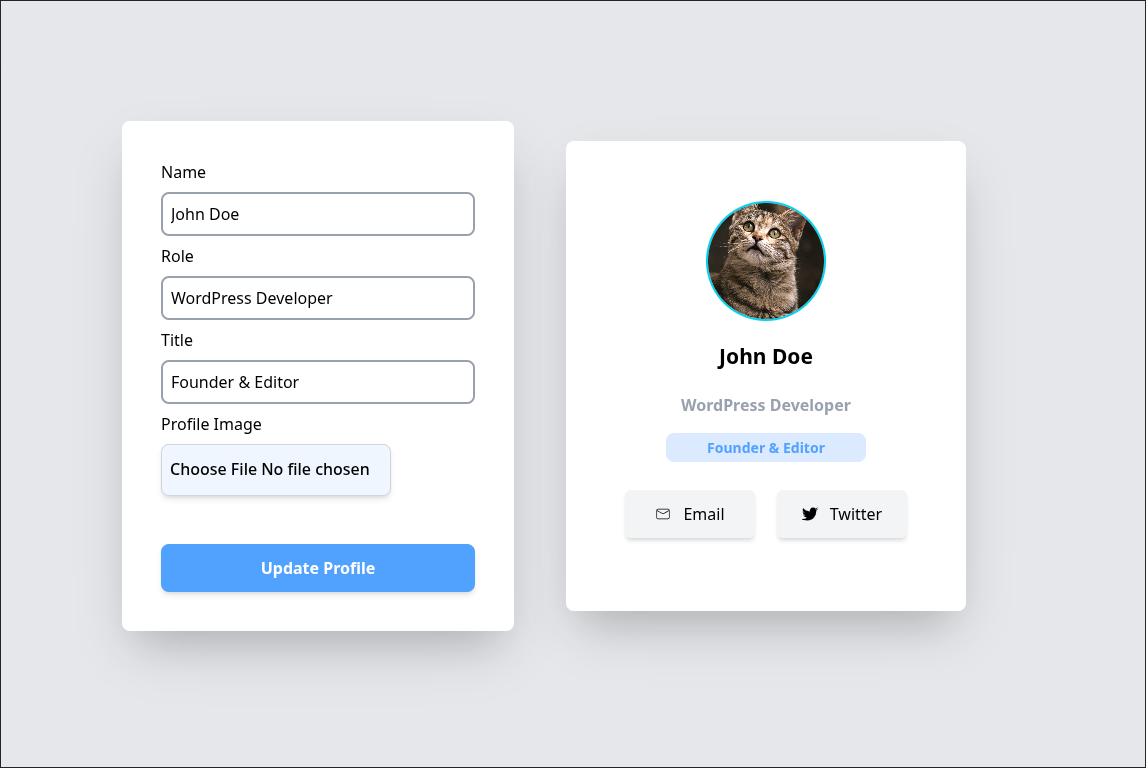 Name
John Doe
Role
WordPress Developer
Title
Founder & Editor
Profile Image
Choose File No file chosen
Update Profile
John Doe
WordPress Developer
Founder & Editor
Email
Twitter